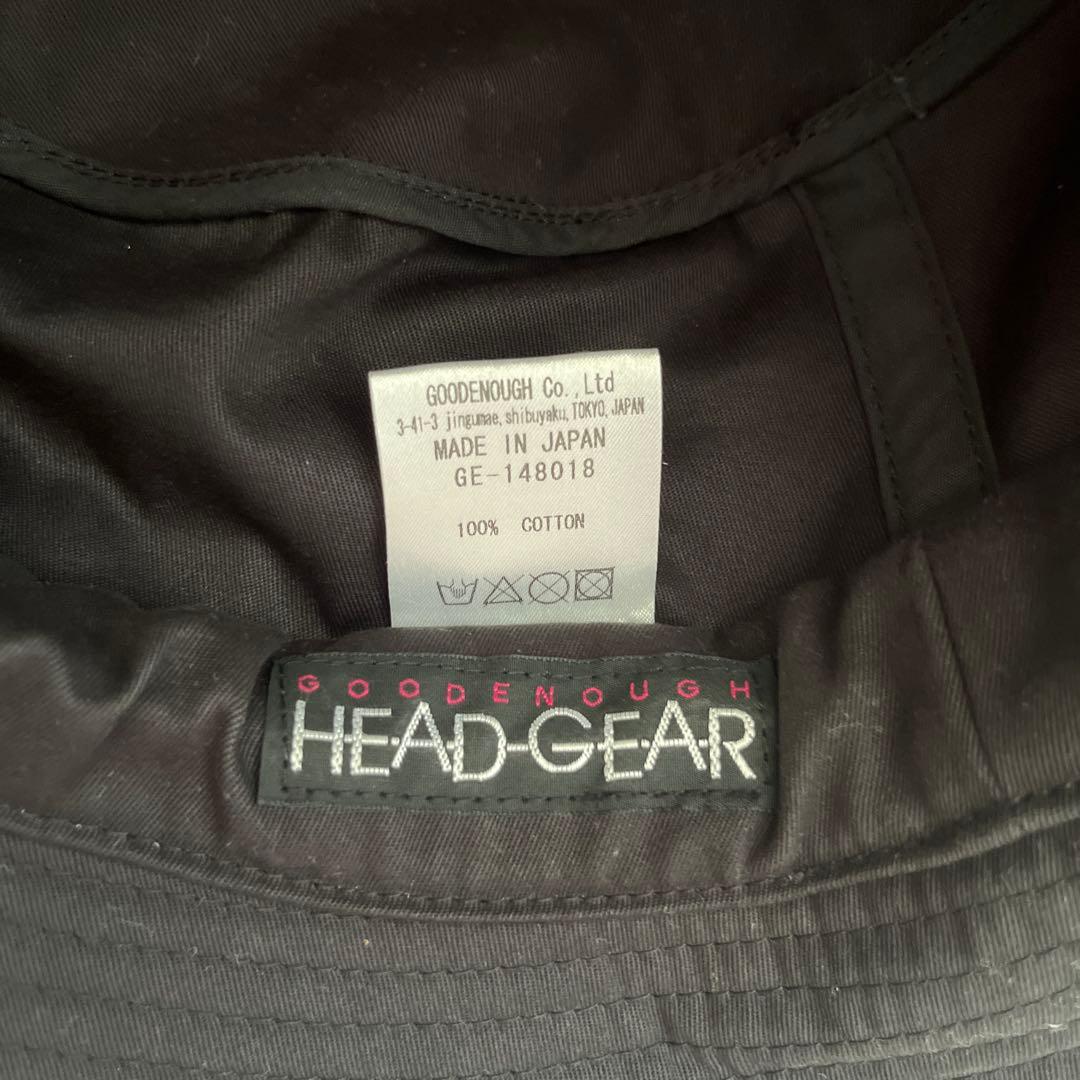 GOODENOUGH Co.,Ltd
3-41-3 jingumae, shibuyaku, TOKYO, JAPAN
MADE IN JAPAN
GE-148018
100% COTTON
GOODENOUGH
HEAD-GEAR